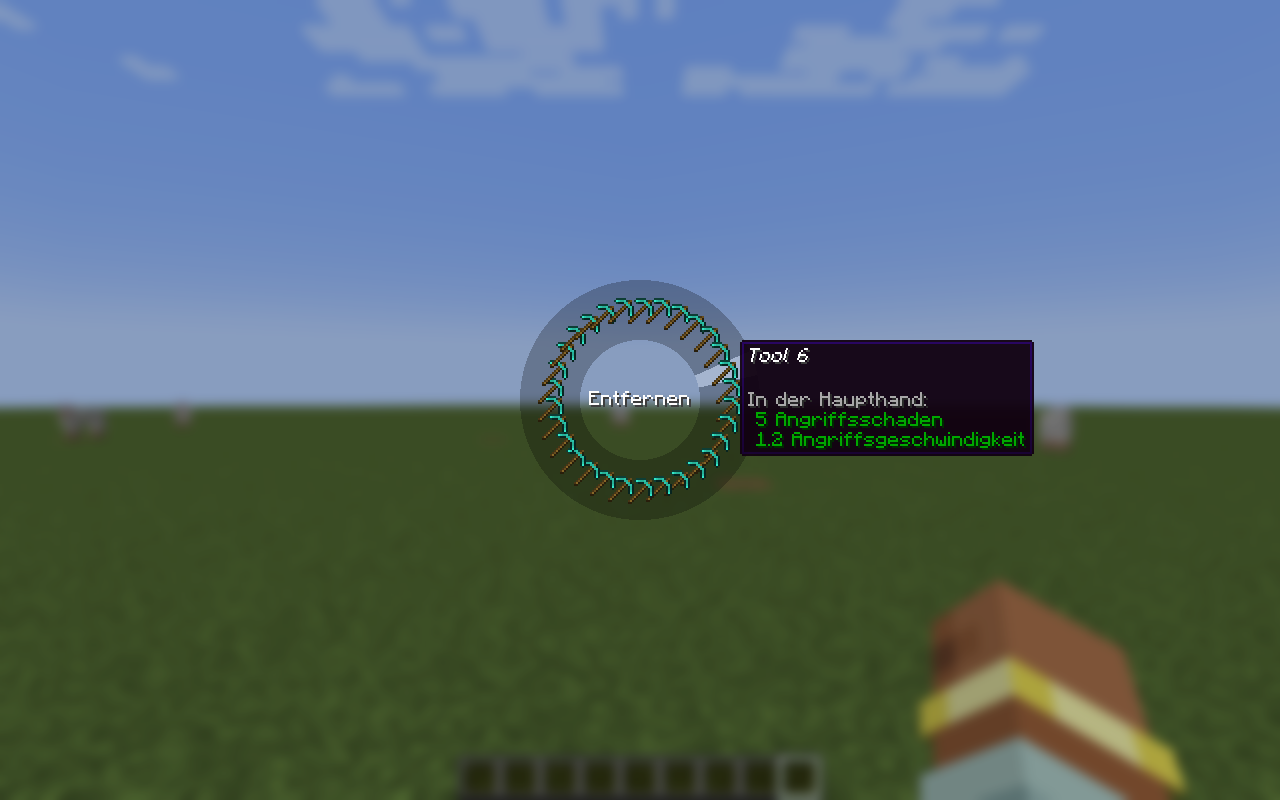 Tool 6
Entfernen
In der Haupthand:
5 Angriffsschaden
1.2 Angriffsgeschwindigkeit